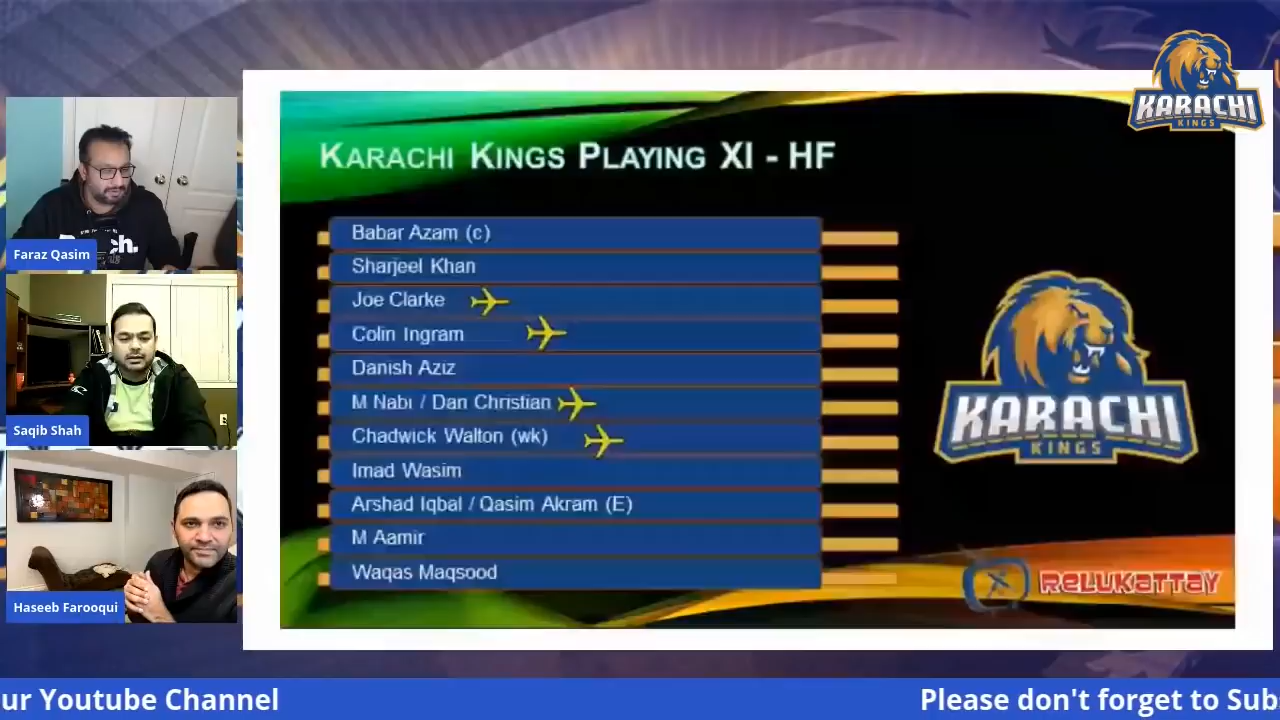 KARACHI
KINGS
KARACHI KINGS PLAYING XI - HF
Babar Azam (c)
Sharjeel Khan
Joe Clarke
Colin Ingram
Danish Aziz
M Nabi / Dan Christian
Chadwick Walton (wk)
Imad Wasim
Arshad Iqbal / Qasim Akram (E)
M Aamir
Waqas Maqsood
KARACHI
KINGS
RELUKATTAY
Faraz Qasim
Saqib Shah
Haseeb Farooqui
ur Youtube Channel
Please don't forget to Sub